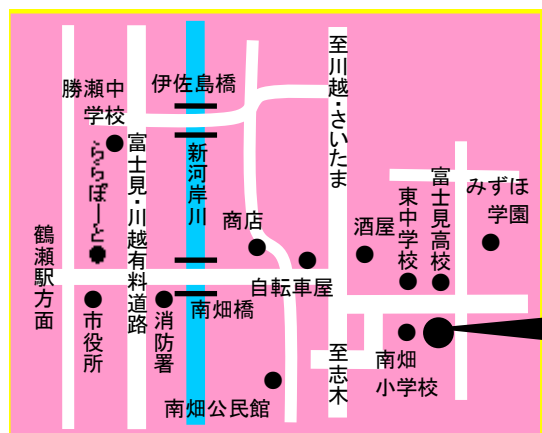 勝瀬中
学校
伊佐島橋
至川越・さいたま
ららぽーと
富士見・川越有料道路
新河岸川
商店
酒屋
東中学校
富士見高校
みずほ
学園
鶴瀬駅方面
市役所
消防署
南畑橋
自転車屋
至志木
南畑
小学校
南畑公民館